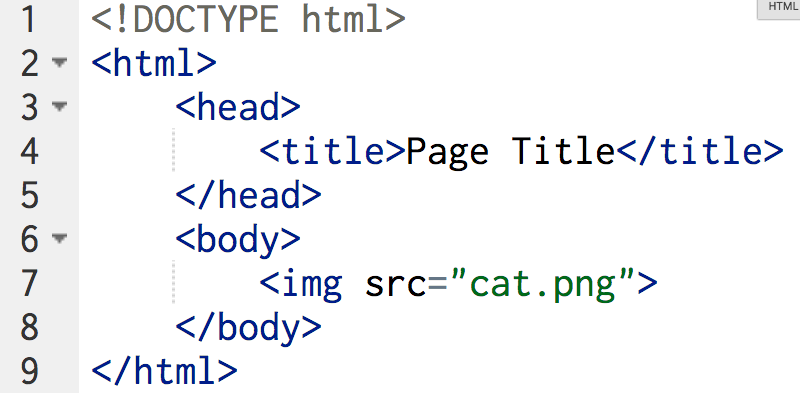 HTML
1 <!DOCTYPE html>
2 <html>
3 <head>
4 <title>Page Title</title>
5 </head>
6 <body>
7 <img src="cat.png">
8 </body>
9 </html>